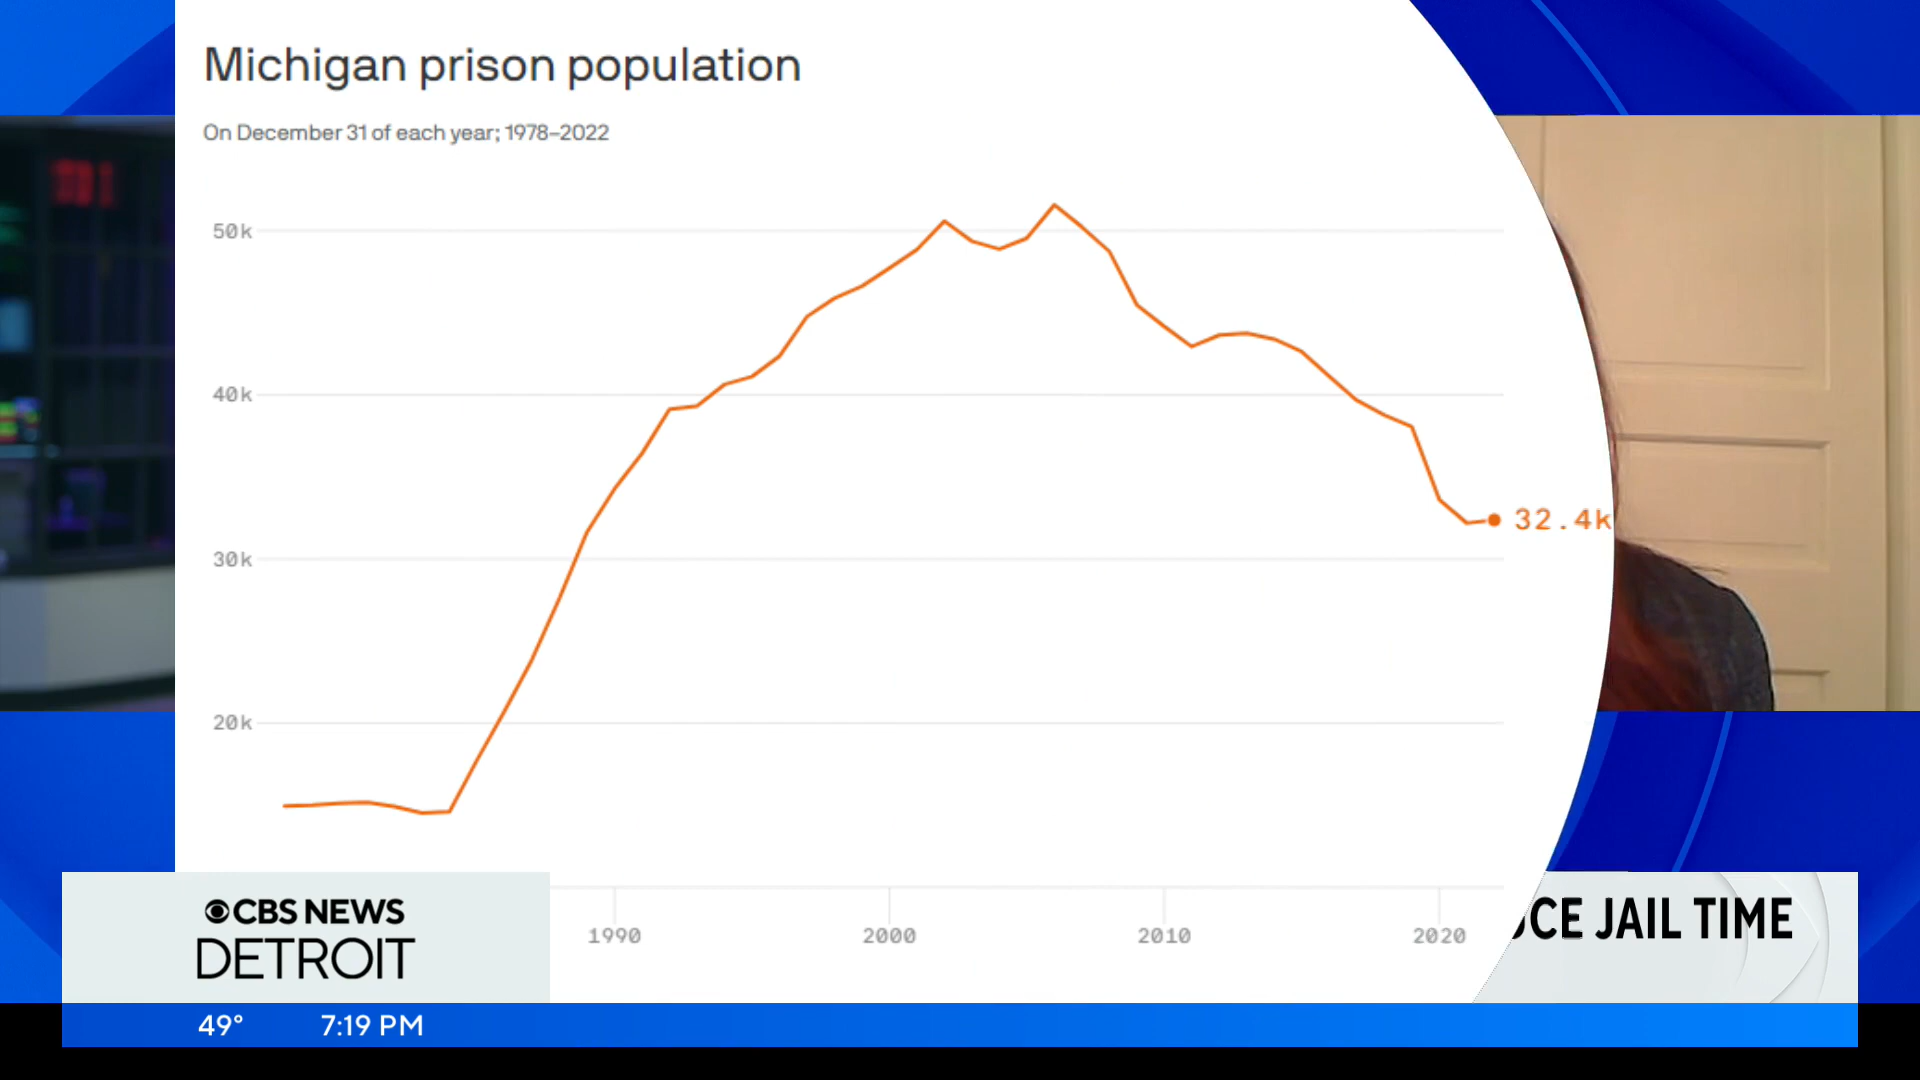 Michigan prison population
On December 31 of each year; 1978–2022
50k
40k
30k
20k
32.4k
1990 2000 2010 2020
CBS NEWS
DETROIT
CE JAIL TIME
49° 7:19 PM